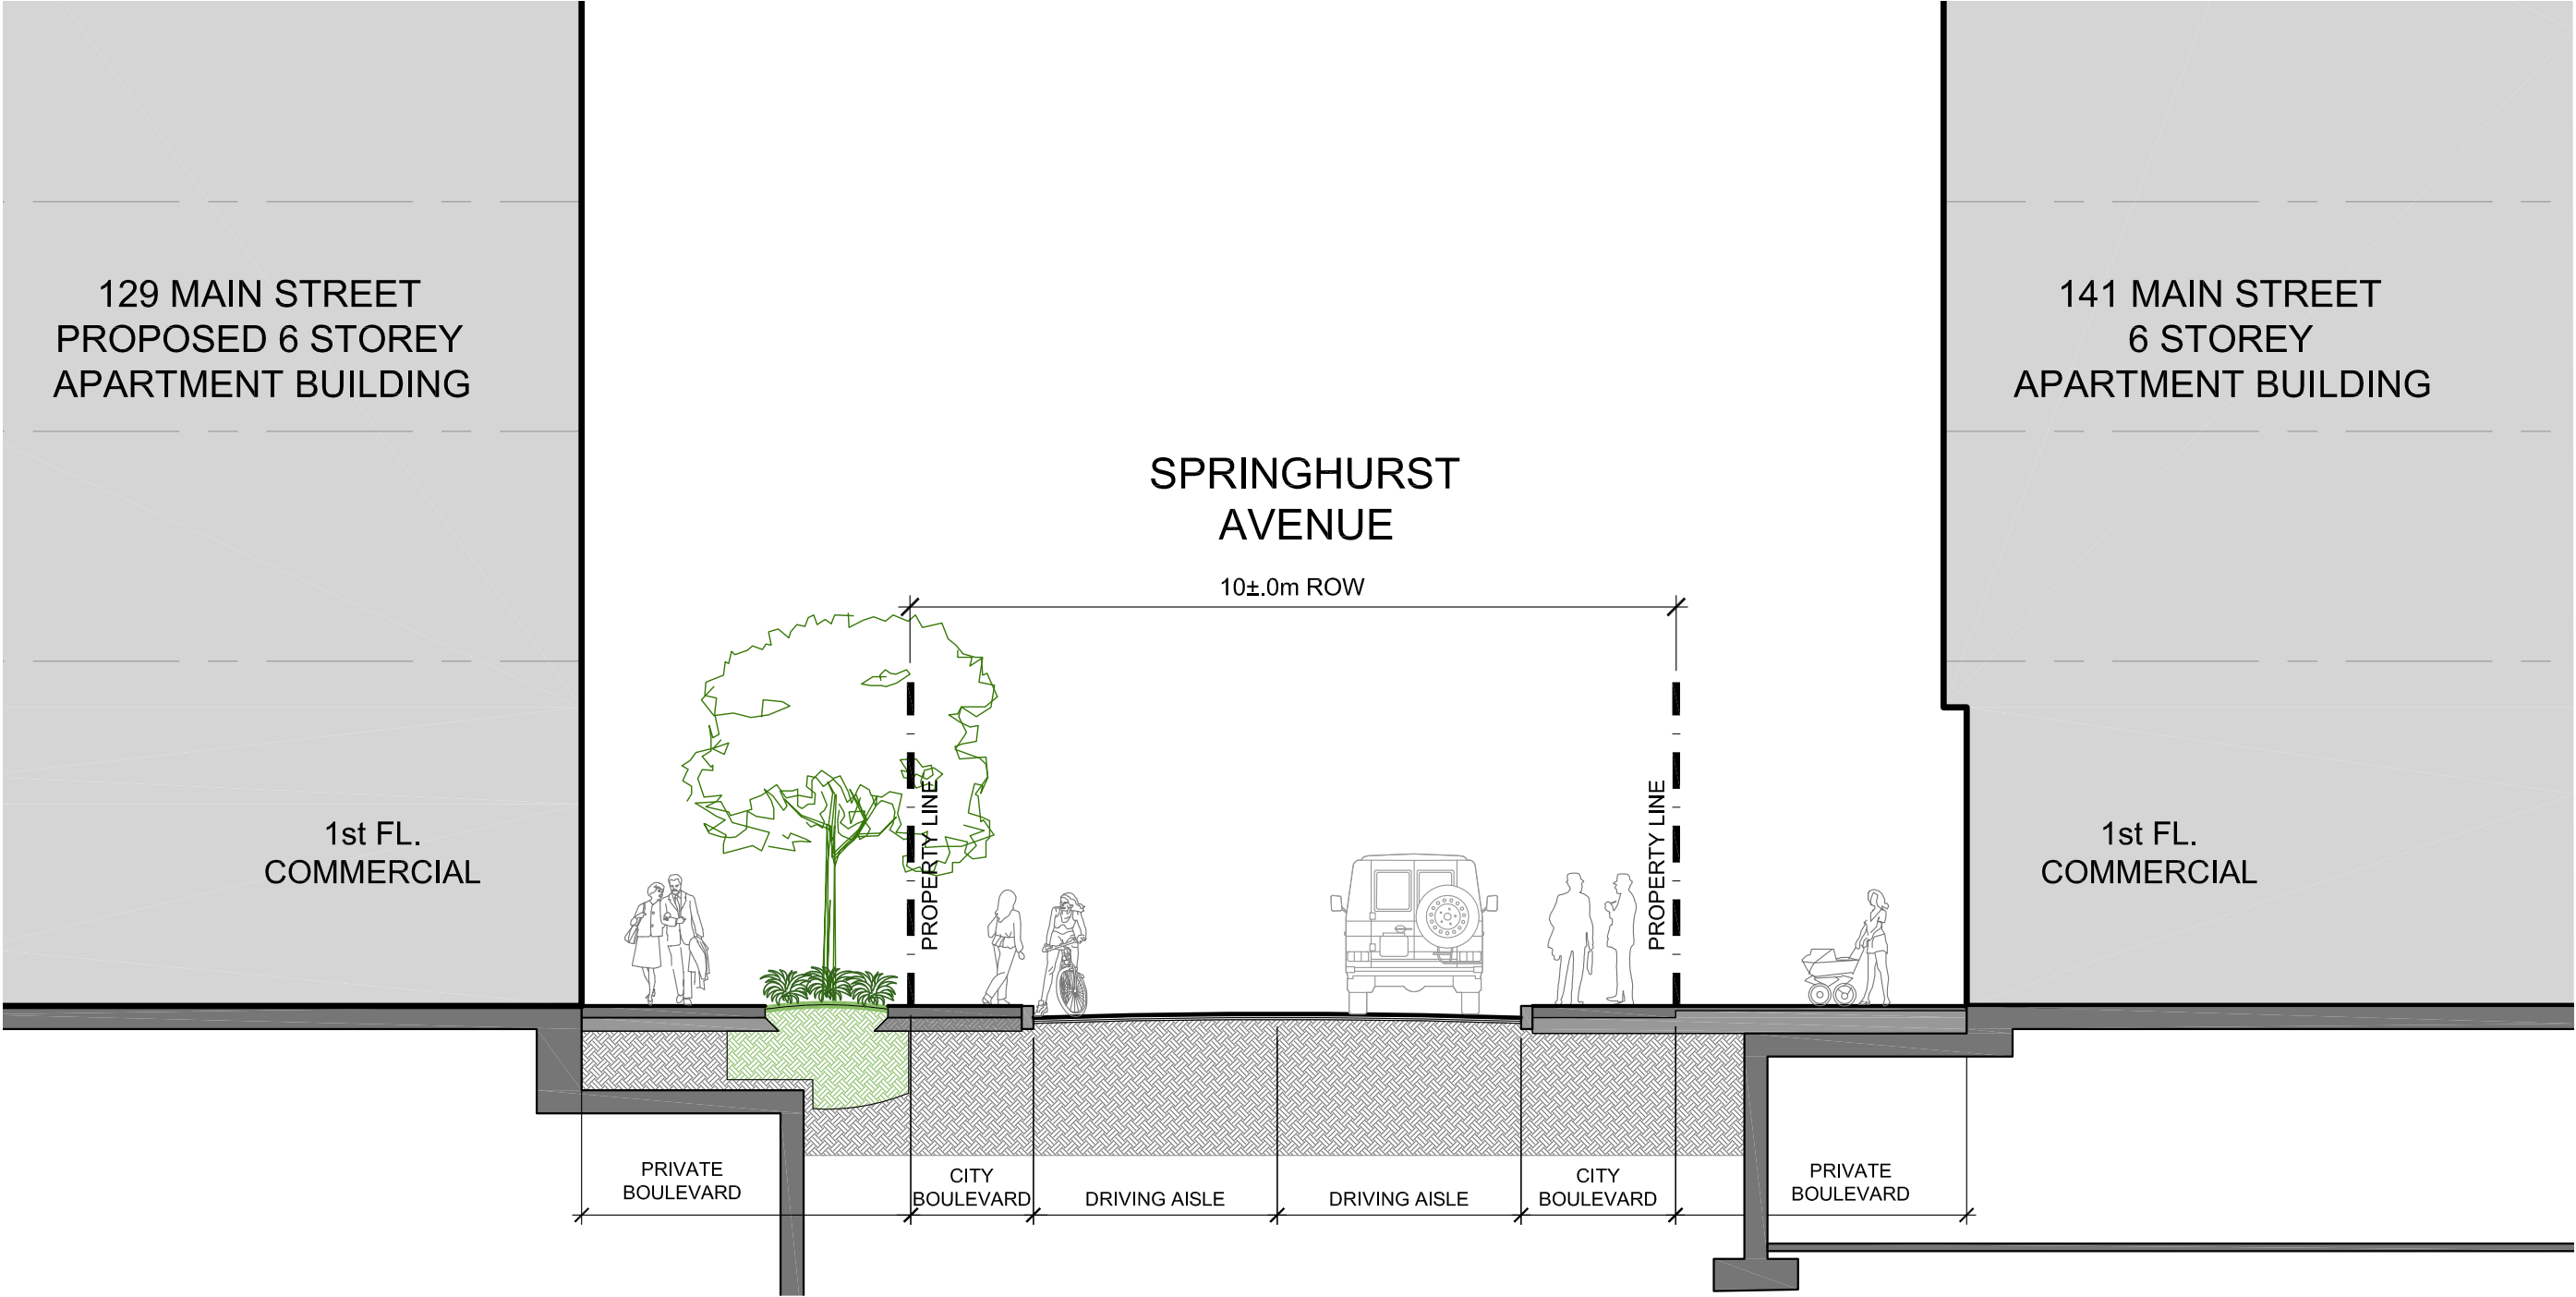 129 MAIN STREET
PROPOSED 6 STOREY
APARTMENT BUILDING
141 MAIN STREET
6 STOREY
APARTMENT BUILDING
SPRINGHURST
AVENUE
10±.0m ROW
PROPERTY LINE
PROPERTY LINE
1st FL.
COMMERCIAL
1st FL.
COMMERCIAL
PRIVATE
BOULEVARD
CITY
BOULEVARD
DRIVING AISLE
DRIVING AISLE
CITY
BOULEVARD
PRIVATE
BOULEVARD